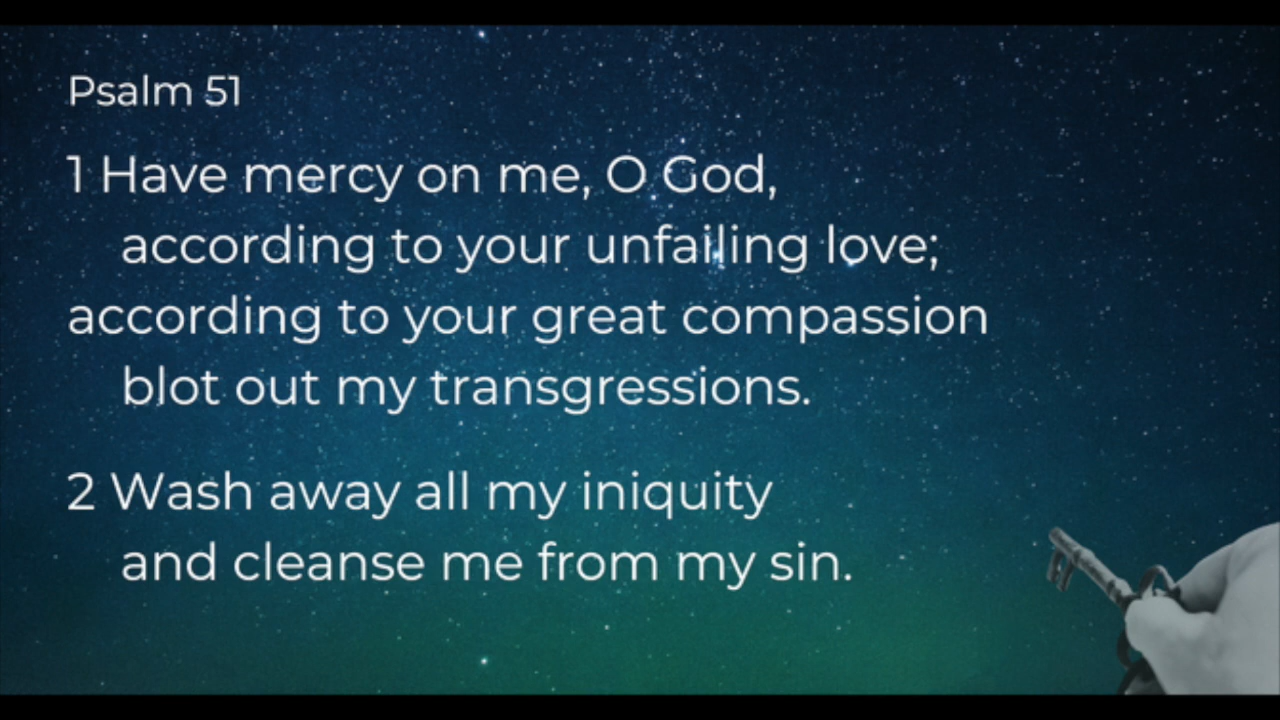 Psalm 51
1 Have mercy on me, O God,
according to your unfailing love;
according to your great compassion
blot out my transgressions.
2 Wash away all my iniquity
and cleanse me from my sin.